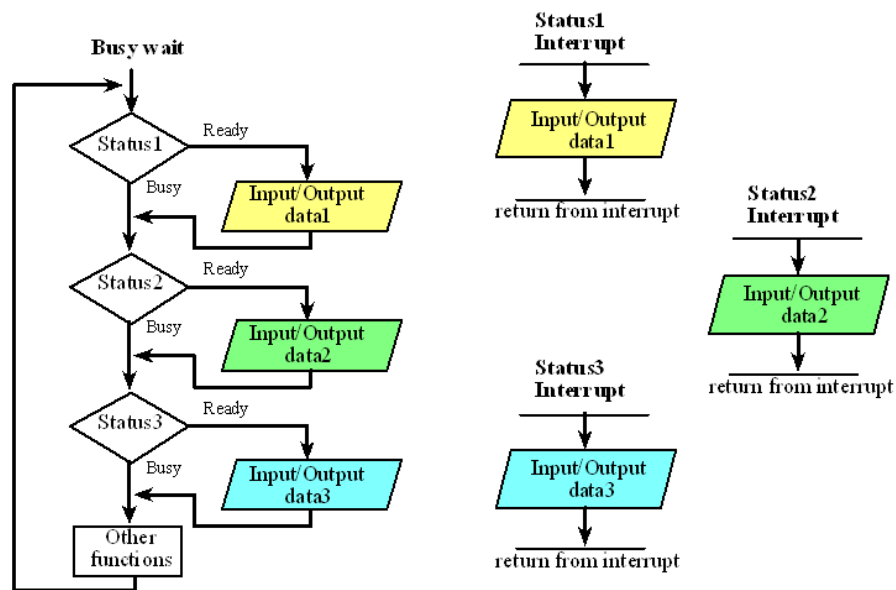 Busy wait
Status1
Ready
Busy
Input/Output
data1
Status2
Ready
Busy
Input/Output
data2
Status3
Ready
Busy
Input/Output
data3
Other
functions
Status1
Interrupt
Input/Output
data1
return from interrupt
Status2
Interrupt
Input/Output
data2
return from interrupt
Status3
Interrupt
Input/Output
data3
return from interrupt